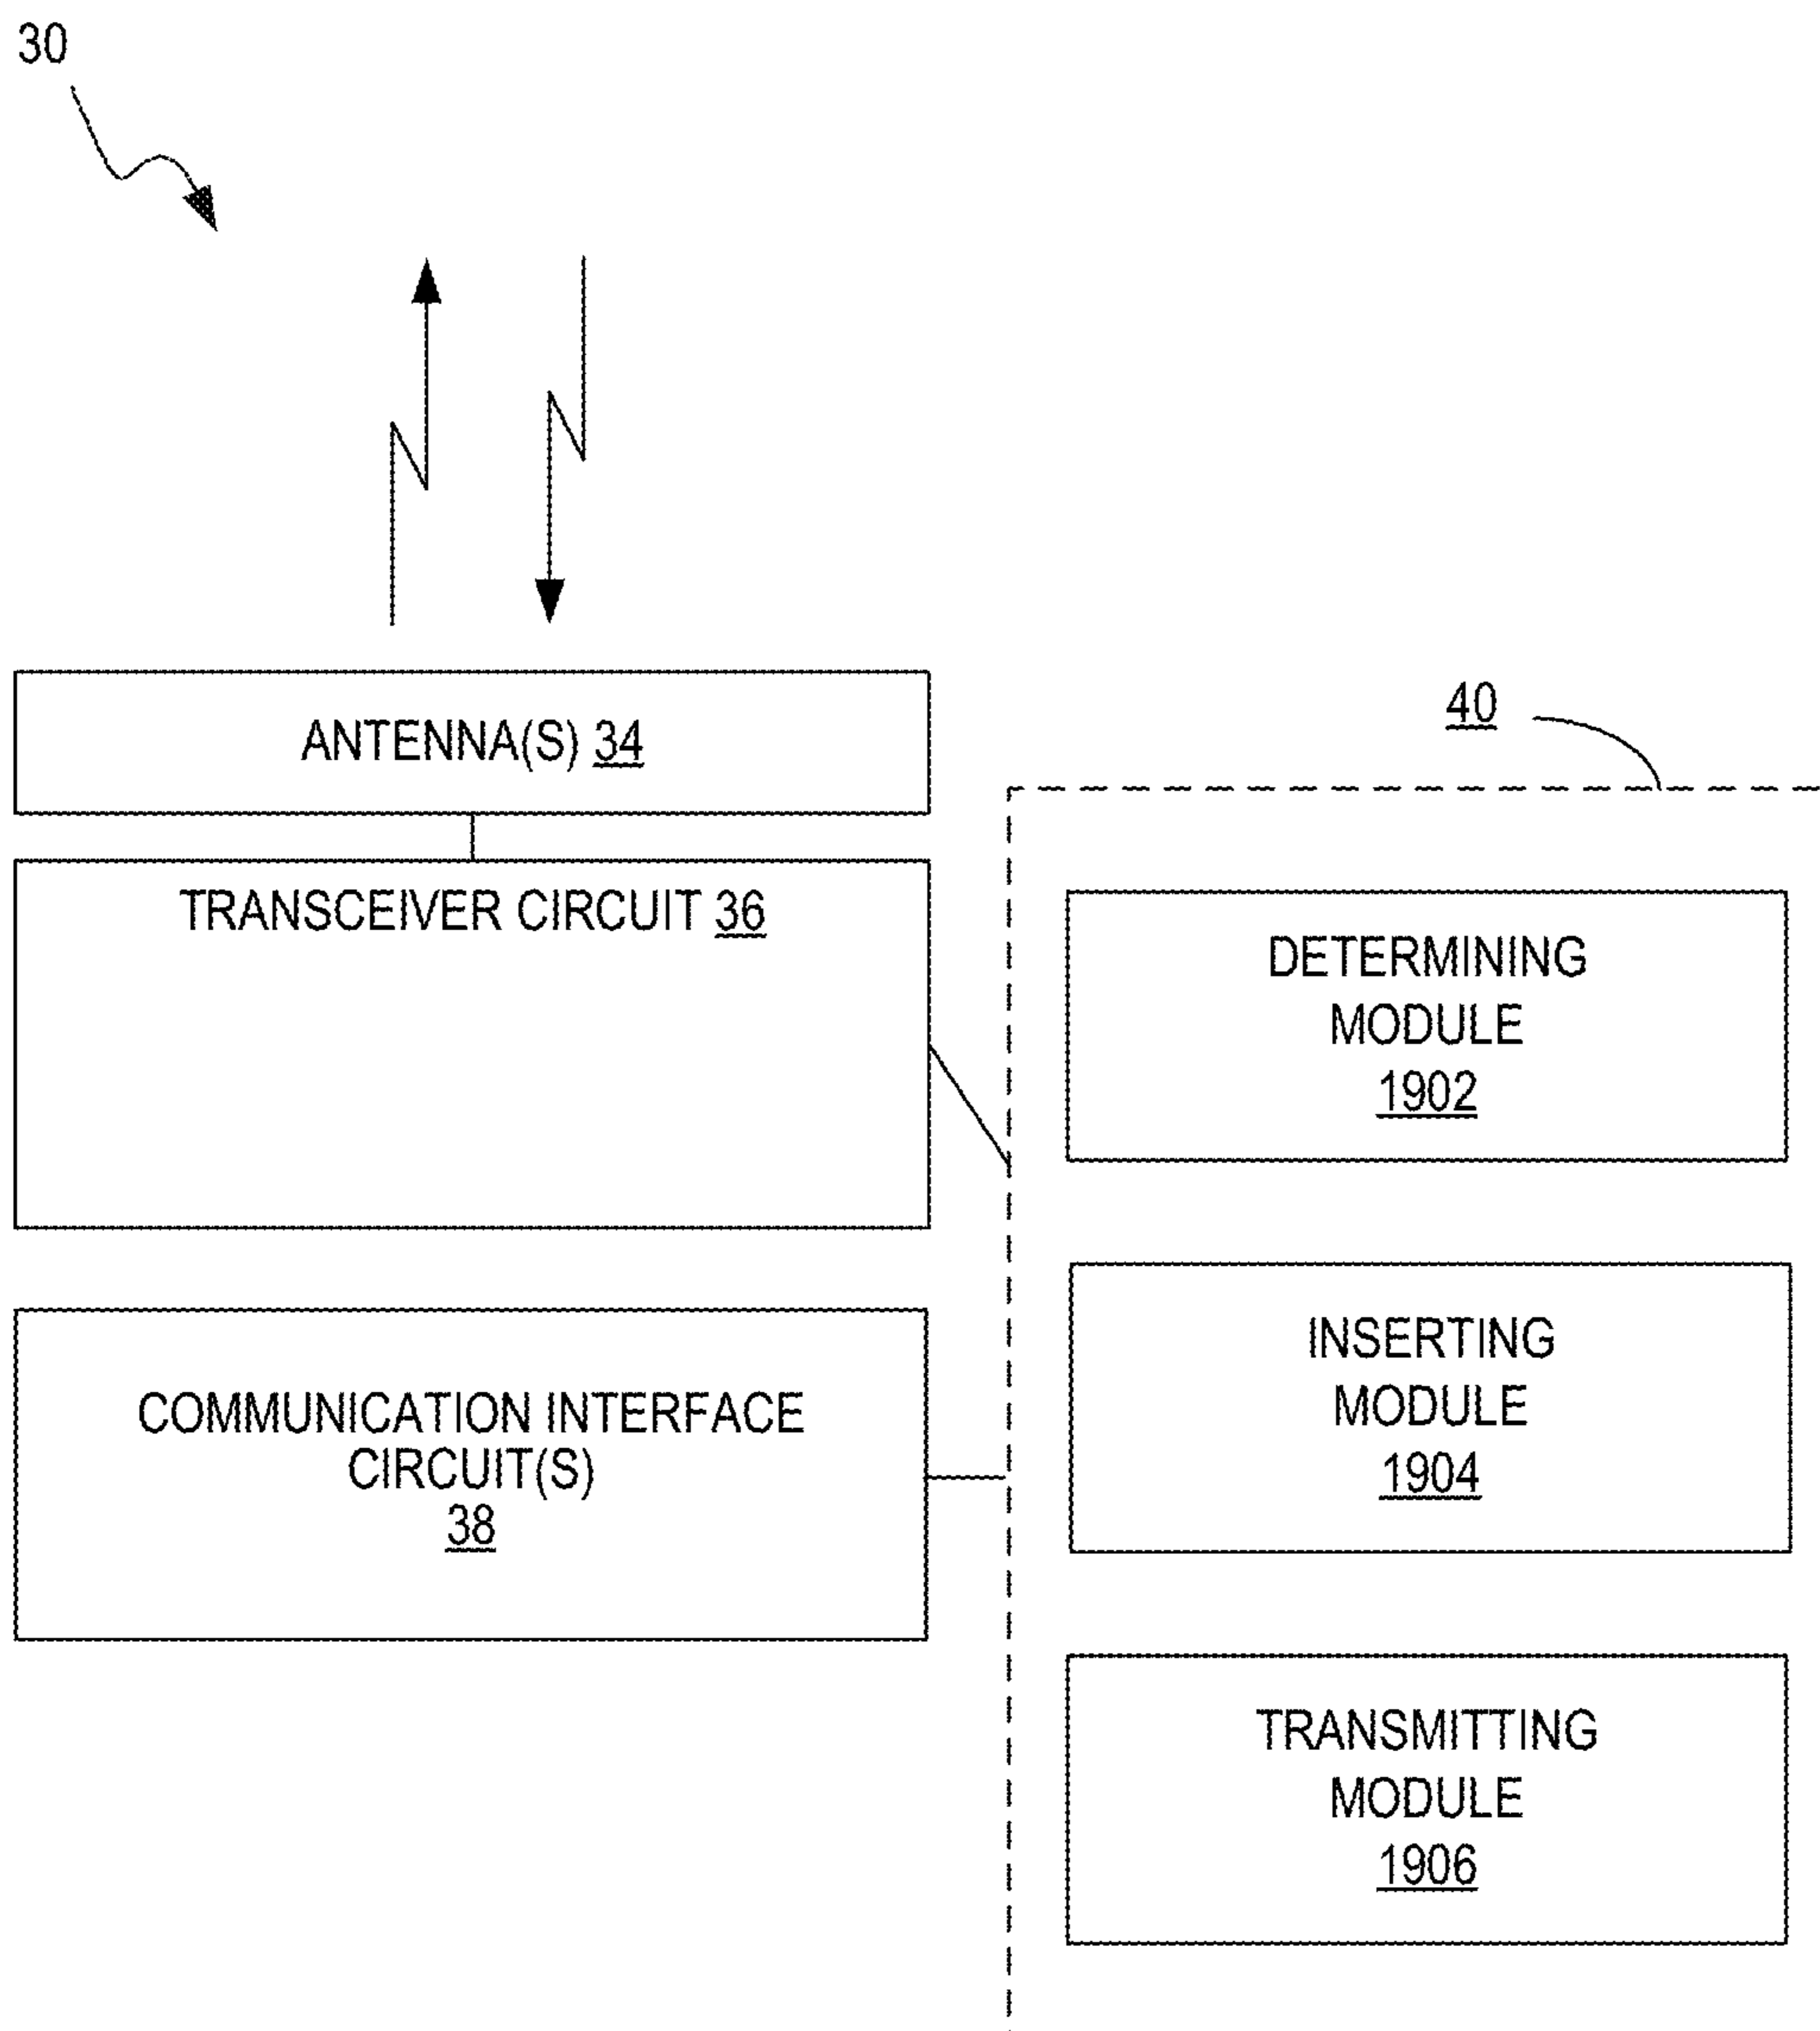 30
ANTENNA(S) 34
40
TRANSCEIVER CIRCUIT 36
DETERMINING
MODULE
1902
COMMUNICATION INTERFACE
CIRCUIT(S)
38
INSERTING
MODULE
1904
TRANSMITTING
MODULE
1906